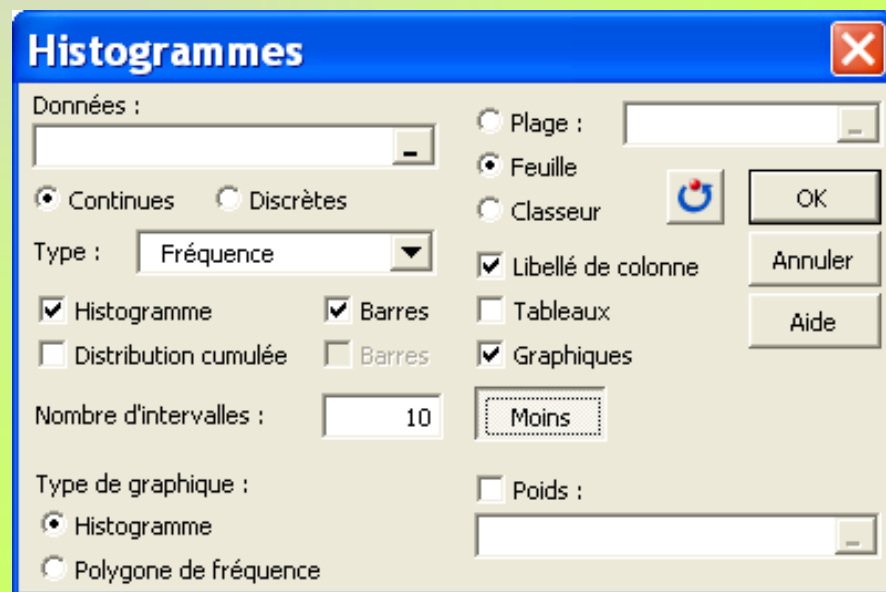 Histogrammes
Données :
Continues Discrètes
Type : Fréquence
Histogramme Barres
Distribution cumulée Barres
Nombre d'intervalles : 10
Type de graphique :
Histogramme
Polygone de fréquence
Plage :
Feuille
Classeur
Libellé de colonne
Tableaux
Graphiques
Moins
Poids :
OK
Annuler
Aide